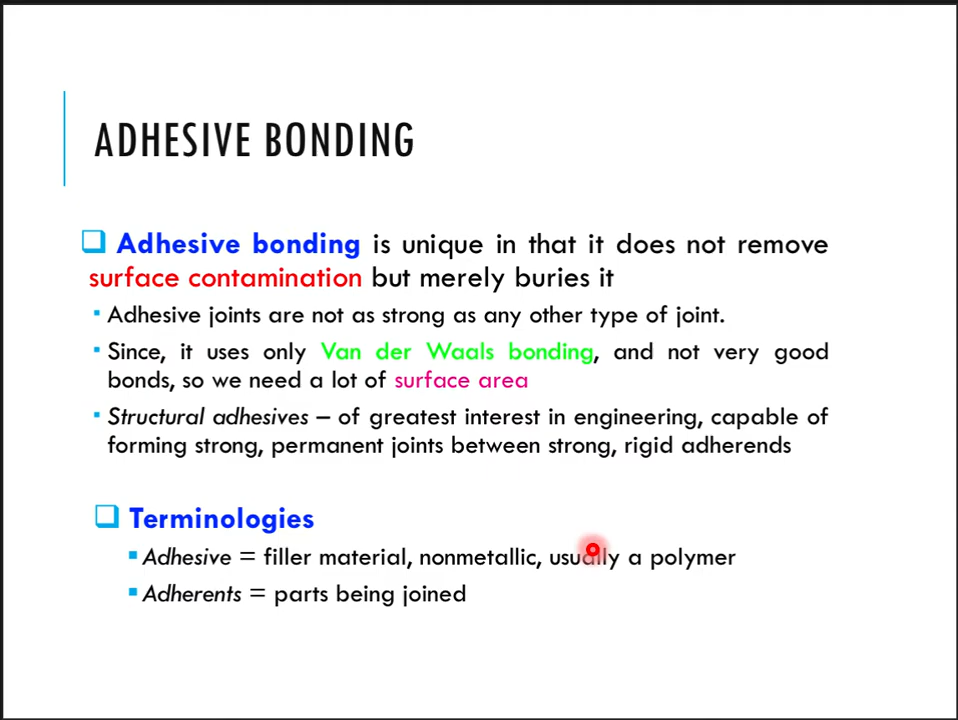 ADHESIVE BONDING
Adhesive bonding is unique in that it does not remove
surface contamination but merely buries it
Adhesive joints are not as strong as any other type of joint.
Since, it uses only Van der Waals bonding, and not very good
bonds, so we need a lot of surface area
Structural adhesives – of greatest interest in engineering, capable of
forming strong, permanent joints between strong, rigid adherends
Terminologies
Adhesive = filler material, nonmetallic, usually a polymer
Adherents = parts being joined